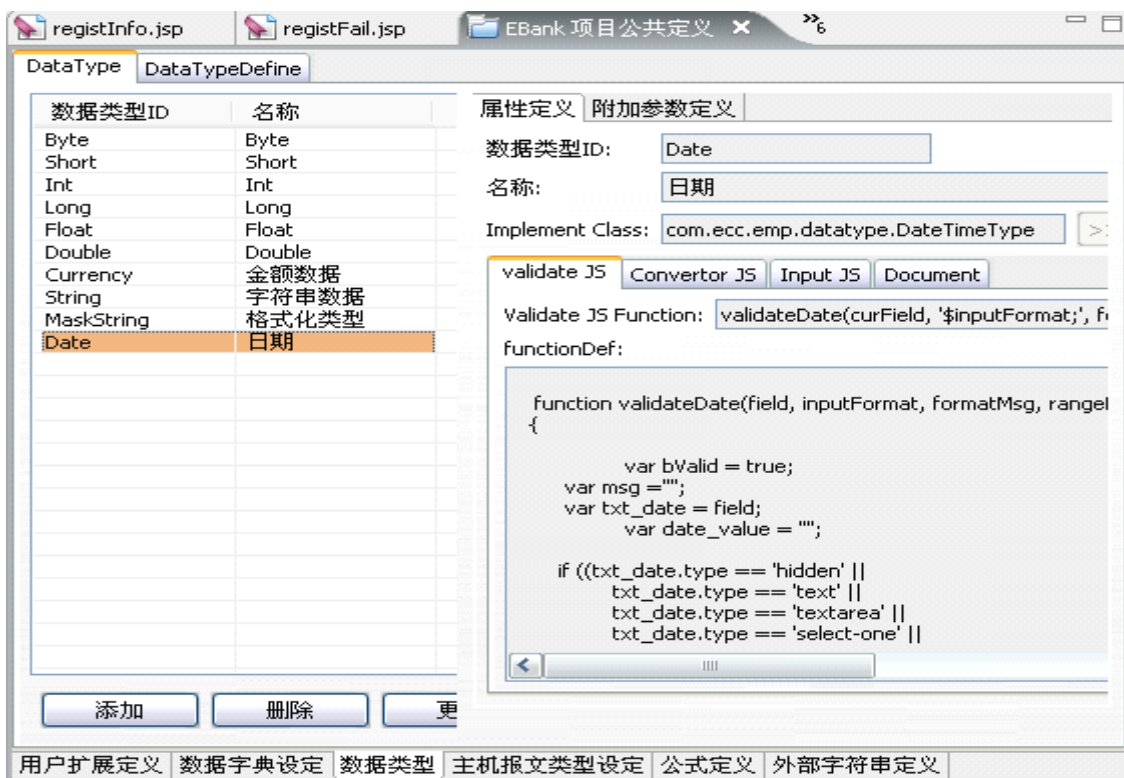 registInfo.jsp registFail.jsp EBank 项目公共定义 6
DataType DataTypeDefine
数据类型ID 名称
Byte Byte
Short Short
Int Int
Long Long
Float Float
Double Double
Currency 金额数据
String 字符串数据
MaskString 格式化类型
Date 日期
添加 删除 更
属性定义 附加参数定义
数据类型ID: Date
名称: 日期
Implement Class: com.ecc.emp.datatype.DateTimeType >
validate JS Convertor JS Input JS Document
Validate JS Function: validateDate(curField, '$inputFormat;', f
functionDef:
function validateDate(field, inputFormat, formatMsg, range
{
var bValid = true;
var msg ="";
var txt_date = field;
var date_value = "";
if ((txt_date.type == 'hidden' ||
txt_date.type == 'text' ||
txt_date.type == 'textarea' ||
txt_date.type == 'select-one' ||
用户扩展定义 数据字典设定 数据类型 主机报文类型设定 公式定义 外部字符串定义